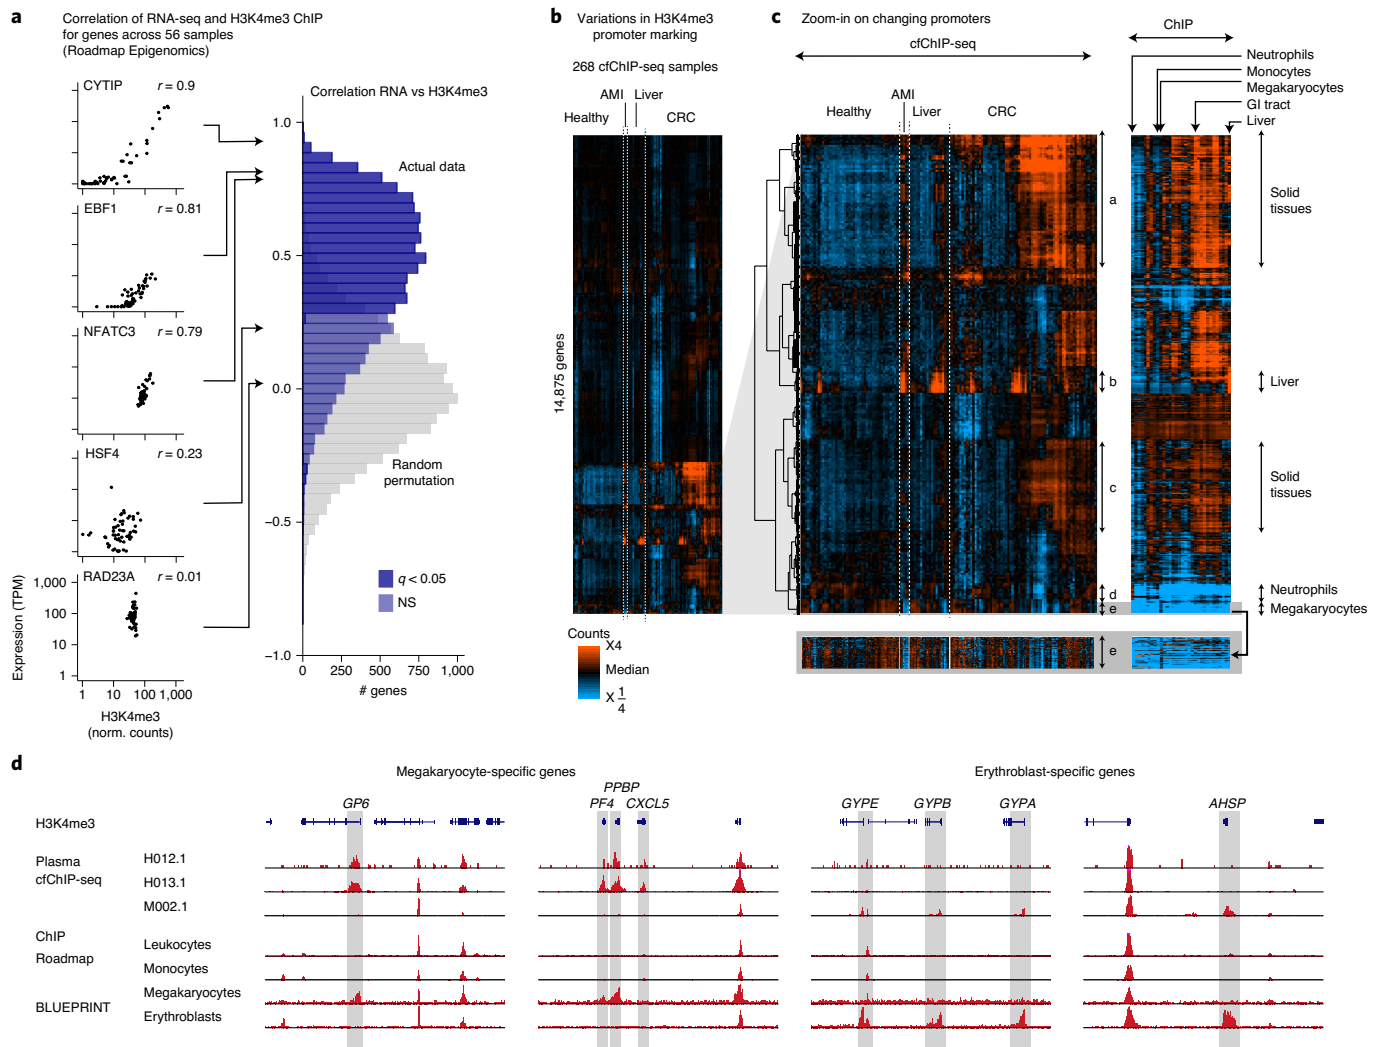 a
Correlation of RNA-seq and H3K4me3 ChIP
for genes across 56 samples
(Roadmap Epigenomics)
CYTIP
r = 0.9
EBF1
r = 0.81
NFATC3
r = 0.79
HSF4
r = 0.23
RAD23A
r = 0.01
Expression (TPM)
1,000
100
10
1
1 10 100 1,000
H3K4me3
(norm. counts)
Correlation RNA vs H3K4me3
1.0
0.5
0.0
−0.5
−1.0
Actual data
Random
permutation
q < 0.05
NS
0 250 500 750 1,000
# genes
b
Variations in H3K4me3
promoter marking
268 cfChIP-seq samples
AMI Liver
Healthy CRC
14,875 genes
Counts
X4
Median
X 1/4
c
Zoom-in on changing promoters
cfChIP-seq
AMI
Healthy Liver CRC
ChIP
Neutrophils
Monocytes
Megakaryocytes
GI tract
Liver
a
Solid
tissues
b
Liver
c
Solid
tissues
d
Neutrophils
e
Megakaryocytes
e
d
Megakaryocyte-specific genes
Erythroblast-specific genes
GP6
PPBP
PF4 CXCL5
GYPE GYPB GYPA
AHSP
H3K4me3
Plasma
cfChIP-seq
H012.1
H013.1
M002.1
ChIP
Roadmap
Leukocytes
Monocytes
BLUEPRINT
Megakaryocytes
Erythroblasts